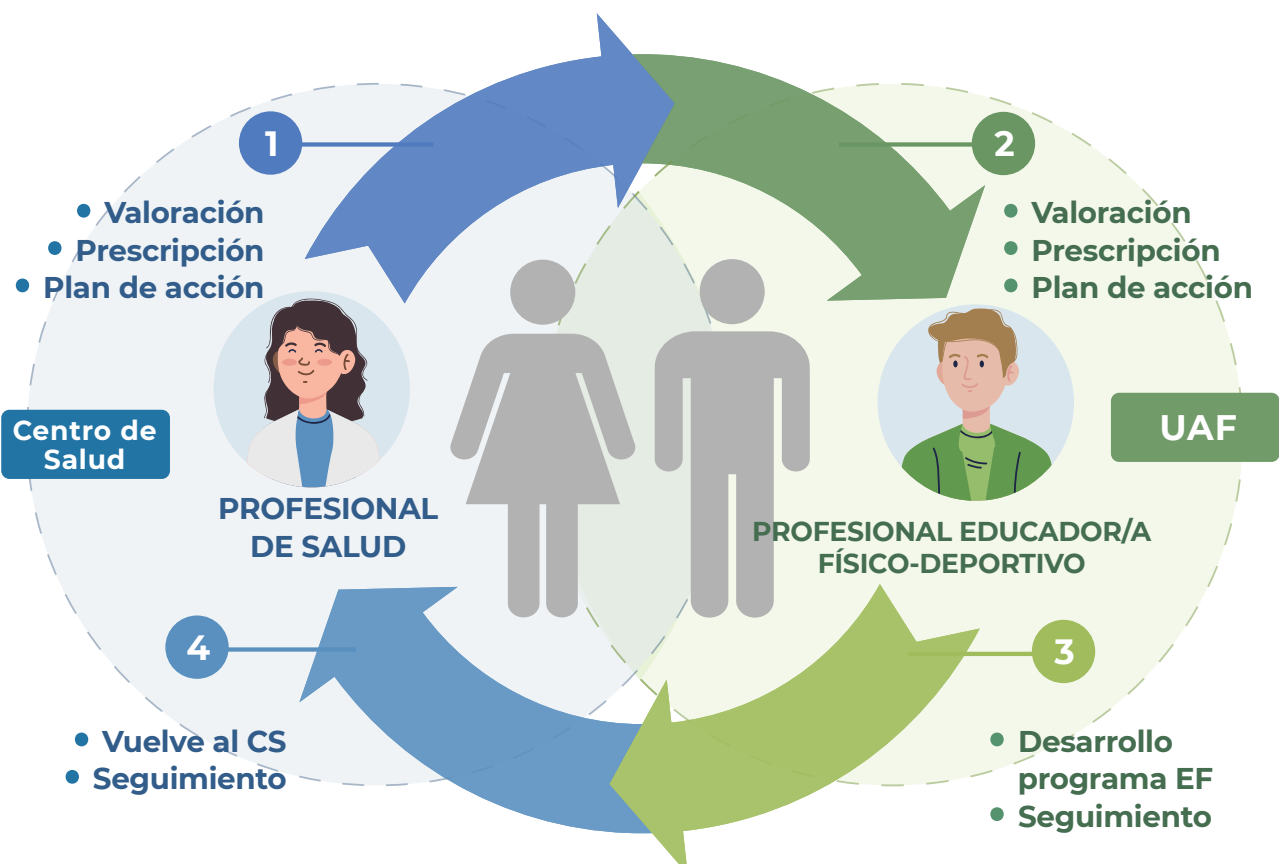 1
Valoración
Prescripción
Plan de acción
2
Valoración
Prescripción
Plan de acción
Centro de
Salud
UAF
PROFESIONAL
DE SALUD
PROFESIONAL EDUCADOR/A
FÍSICO-DEPORTIVO
4
Vuelve al CS
Seguimiento
3
Desarrollo
programa EF
Seguimiento